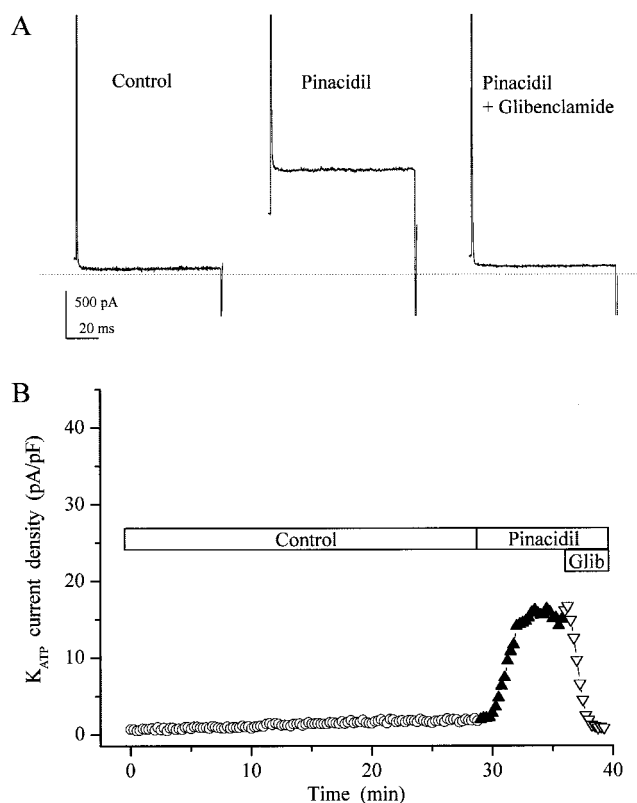 A
Control
Pinacidil
Pinacidil
+ Glibenclamide
500 pA
20 ms
B
K_ATP current density (pA/pF)
40
30
20
10
0
Control
Pinacidil
Glib
0
10
20
30
40
Time (min)